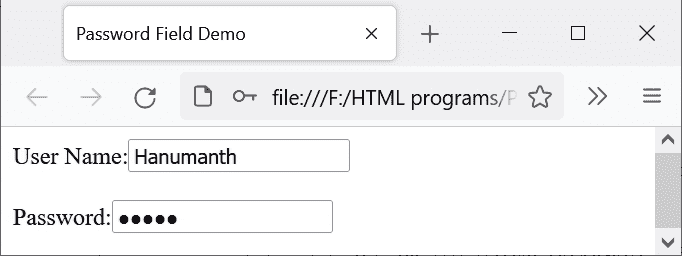 Password Field Demo
file:///F:/HTML programs/P
User Name: Hanumanth
Password: •••••